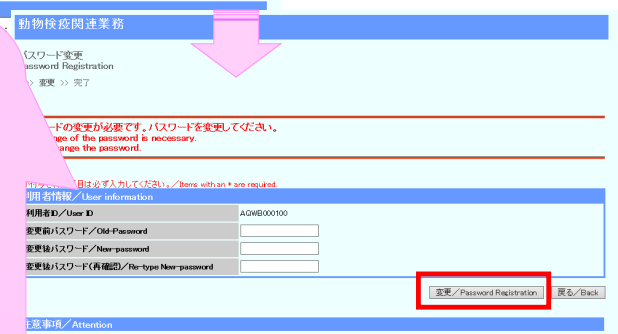 動物検疫関連業務
パスワード変更
assword Registration
>> 変更 >> 完了
ードの変更が必要です。パスワードを変更してください。
nge of the password is necessary.
ange the password.
目は必ず入力してください。／Items with an * are required.
利用者情報／User information
利用者ID／User ID AQWB000100
変更前パスワード／Old-Password
変更後パスワード／New-password
変更後パスワード(再確認)／Re-type New-password
変更／Password Registration 戻る／Back
注意事項／Attention